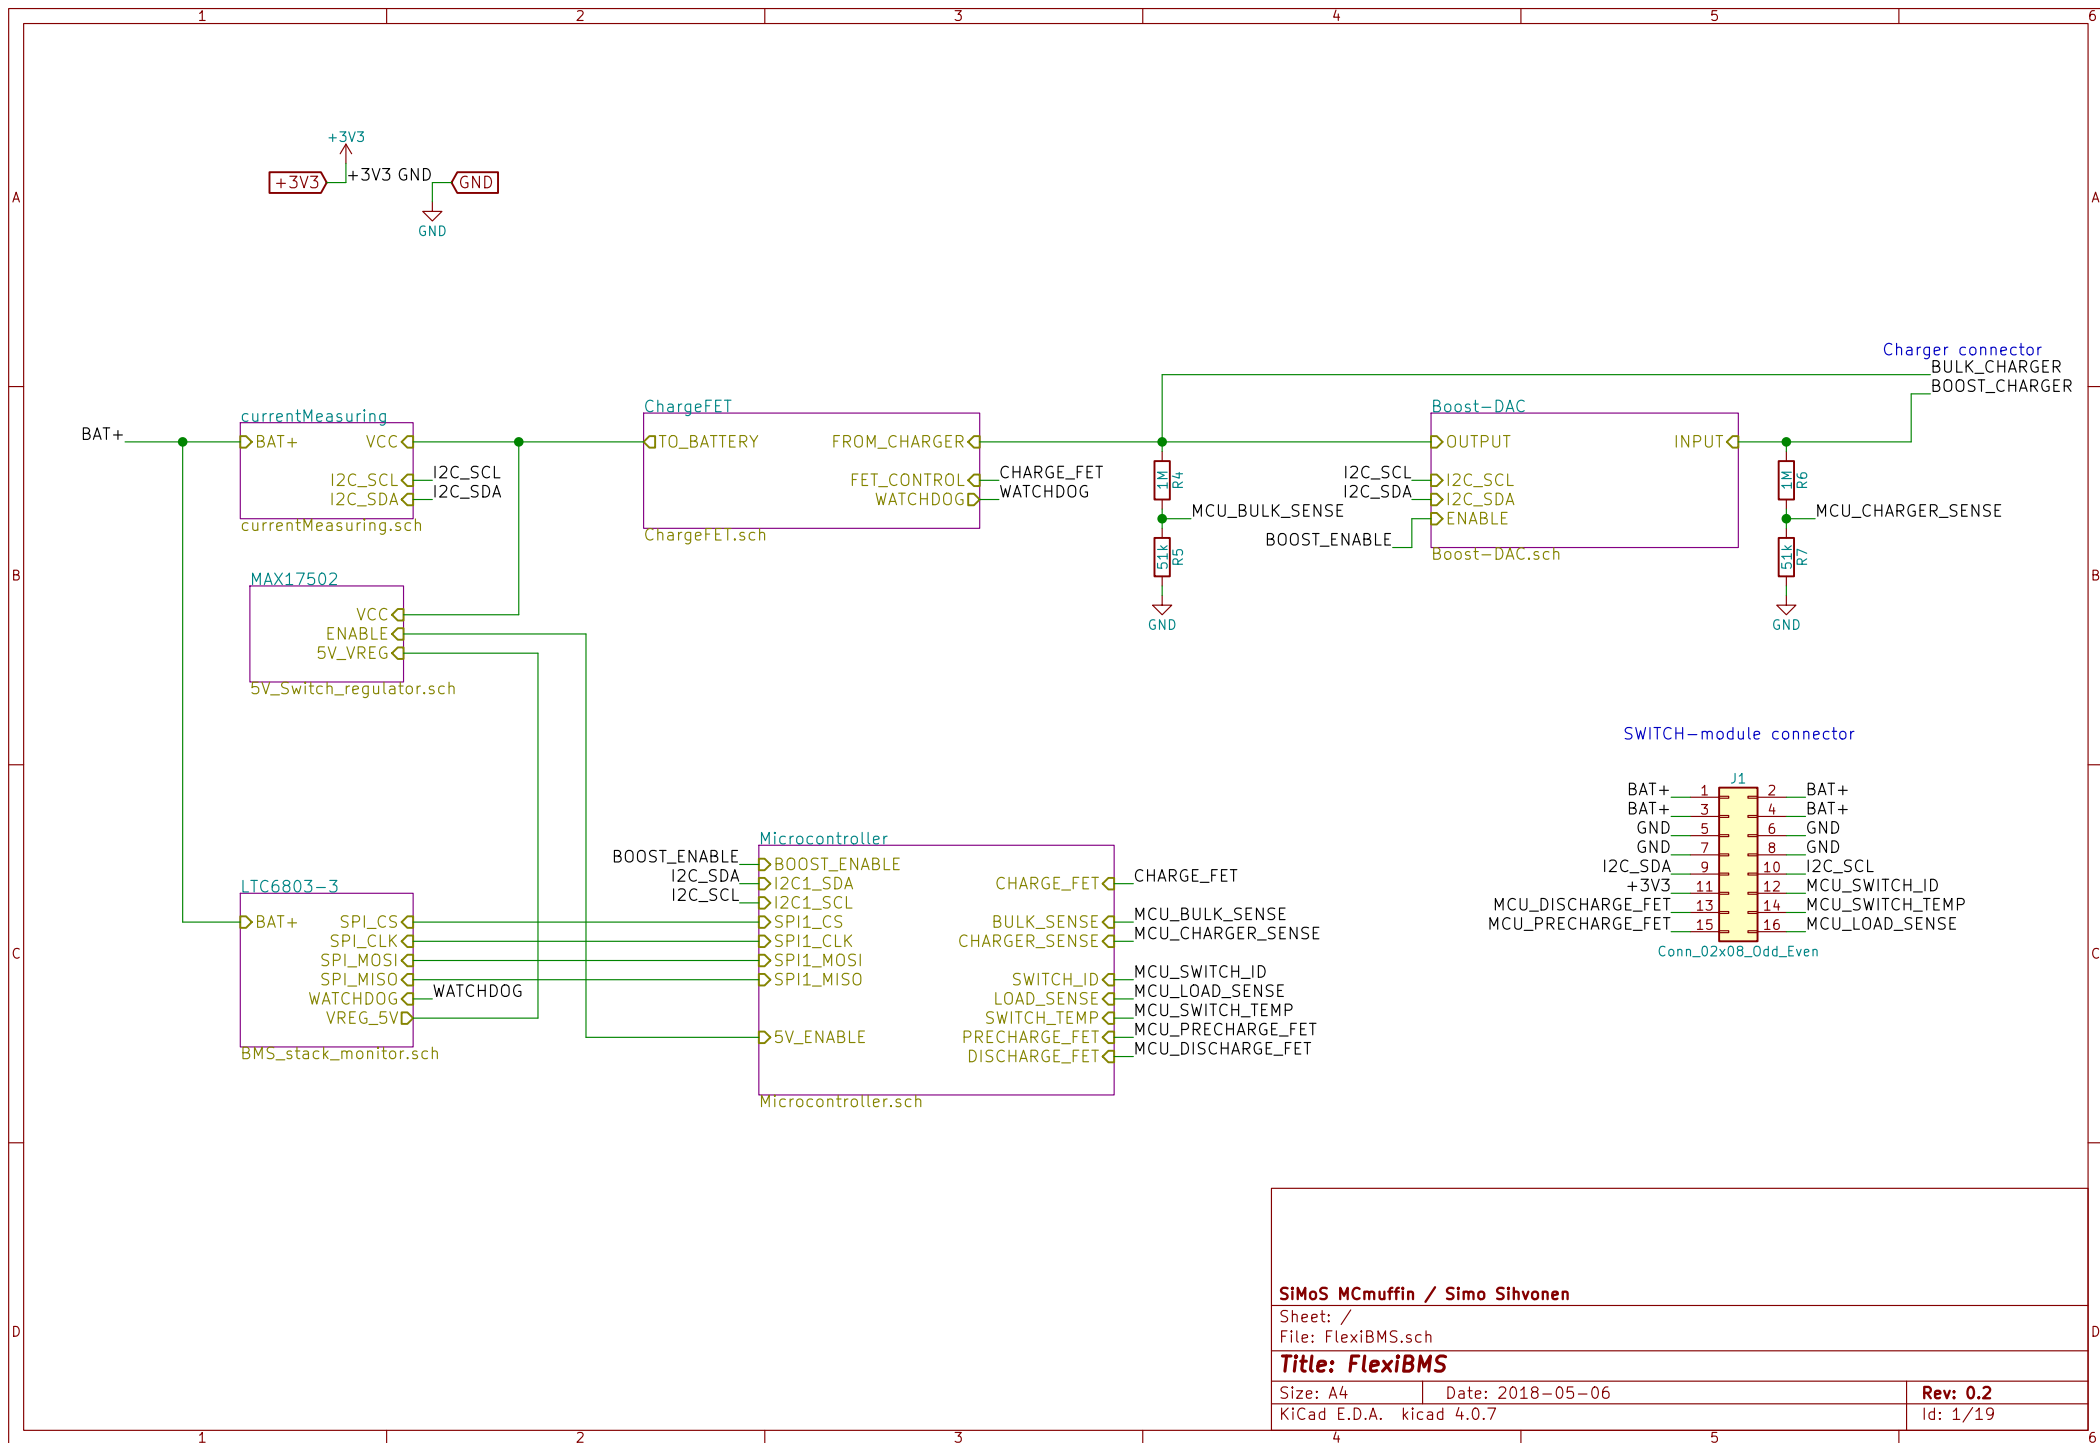 1 2 3 4 5 6
+3V3
+3V3 +3V3 GND GND
A A
GND
Charger connector
BULK_CHARGER
BOOST_CHARGER
currentMeasuring ChargeFET Boost-DAC
BAT+ BAT+ VCC TO_BATTERY FROM_CHARGER OUTPUT INPUT
I2C_SCL I2C_SCL FET_CONTROL CHARGE_FET 1M R4 I2C_SCL I2C_SCL 1M R6
I2C_SDA I2C_SDA WATCHDOG WATCHDOG I2C_SDA I2C_SDA
MCU_BULK_SENSE ENABLE MCU_CHARGER_SENSE
currentMeasuring.sch ChargeFET.sch BOOST_ENABLE Boost-DAC.sch
51k R5 51k R7
B B
MAX17502
VCC
GND GND
ENABLE
5V_VREG
5V_Switch_regulator.sch
SWITCH-module connector
J1
BAT+ 1 2 BAT+
BAT+ 3 4 BAT+
GND 5 6 GND
GND 7 8 GND
I2C_SDA 9 10 I2C_SCL
+3V3 11 12 MCU_SWITCH_ID
MCU_DISCHARGE_FET 13 14 MCU_SWITCH_TEMP
MCU_PRECHARGE_FET 15 16 MCU_LOAD_SENSE
Conn_02x08_Odd_Even
Microcontroller
BOOST_ENABLE BOOST_ENABLE
I2C_SDA I2C1_SDA CHARGE_FET CHARGE_FET
I2C_SCL I2C1_SCL
SPI1_CS BULK_SENSE MCU_BULK_SENSE
SPI1_CLK CHARGER_SENSE MCU_CHARGER_SENSE
SPI1_MOSI
SPI1_MISO SWITCH_ID MCU_SWITCH_ID
LOAD_SENSE MCU_LOAD_SENSE
SWITCH_TEMP MCU_SWITCH_TEMP
5V_ENABLE PRECHARGE_FET MCU_PRECHARGE_FET
DISCHARGE_FET MCU_DISCHARGE_FET
Microcontroller.sch
LTC6803-3
BAT+ SPI_CS
SPI_CLK
SPI_MOSI
SPI_MISO
WATCHDOG WATCHDOG
VREG_5V
BMS_stack_monitor.sch
C C
SiMoS MCmuffin / Simo Sihvonen
Sheet: /
File: FlexiBMS.sch
D D
Title: FlexiBMS
Size: A4 Date: 2018-05-06 Rev: 0.2
KiCad E.D.A. kicad 4.0.7 Id: 1/19
1 2 3 4 5 6